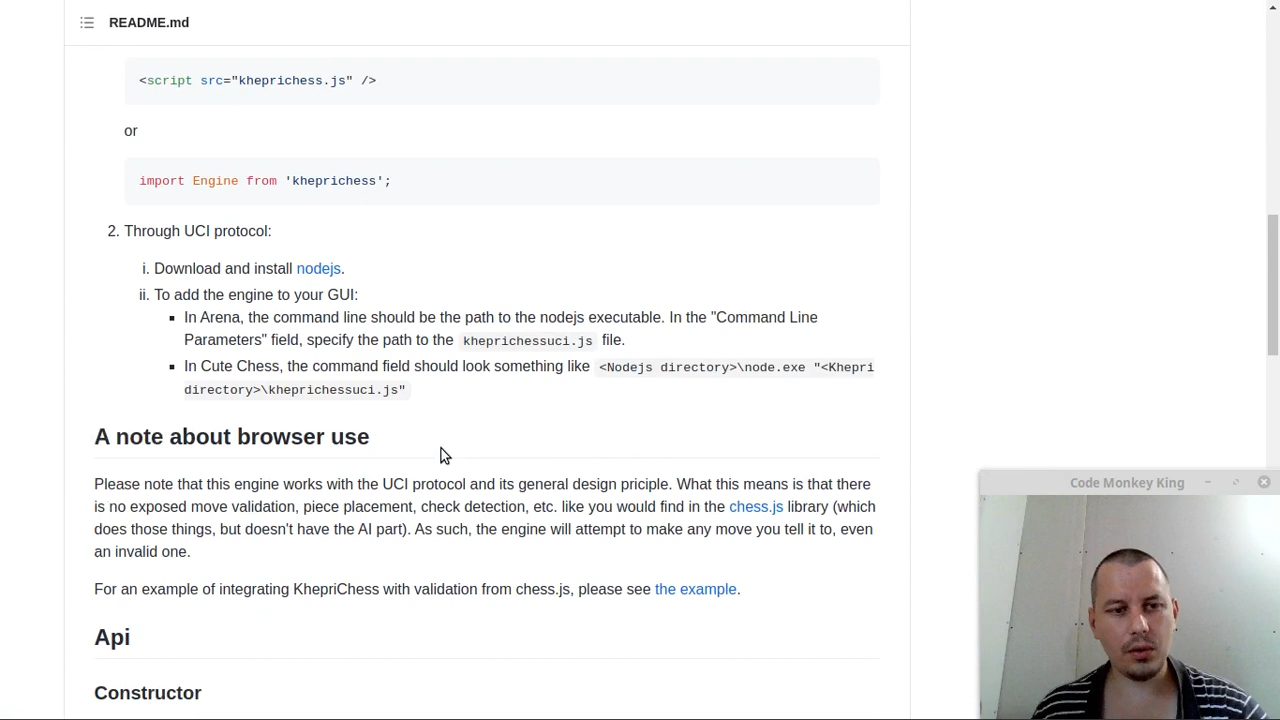 README.md
<script src="kheprichess.js" />
or
import Engine from 'kheprichess';
2. Through UCI protocol:
i. Download and install nodejs.
ii. To add the engine to your GUI:
▪ In Arena, the command line should be the path to the nodejs executable. In the "Command Line
Parameters" field, specify the path to the kheprichessuci.js file.
▪ In Cute Chess, the command field should look something like <Nodejs directory>\node.exe "<Khepri
directory>\kheprichessuci.js"
A note about browser use
Please note that this engine works with the UCI protocol and its general design priciple. What this means is that there
is no exposed move validation, piece placement, check detection, etc. like you would find in the chess.js library (which
does those things, but doesn't have the AI part). As such, the engine will attempt to make any move you tell it to, even
an invalid one.
For an example of integrating KhepriChess with validation from chess.js, please see the example.
Api
Constructor
Code Monkey King